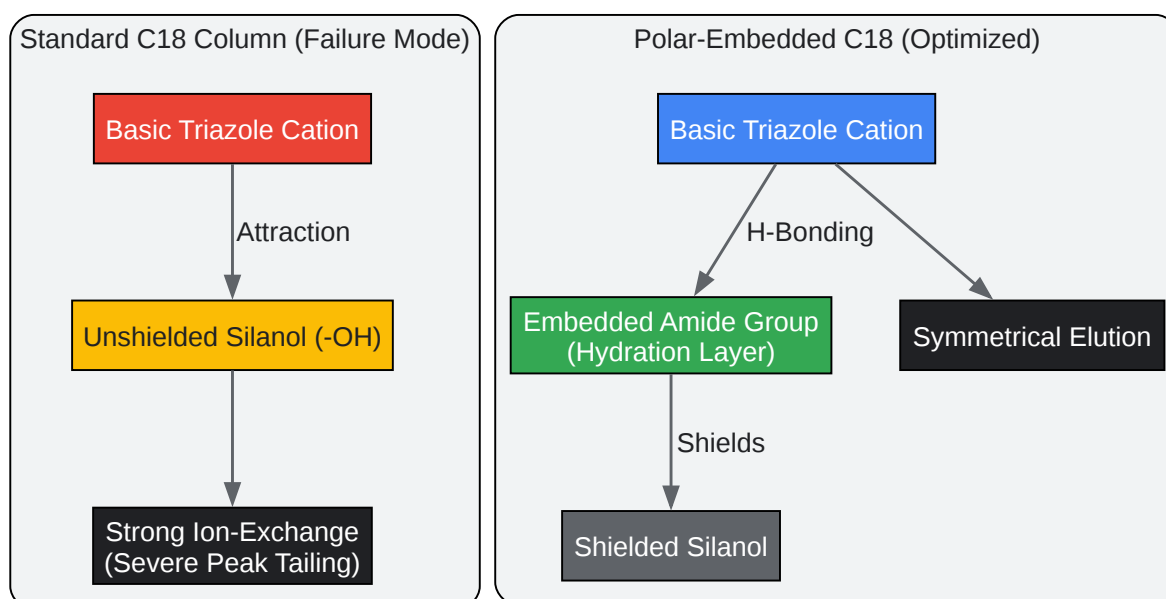 Standard C18 Column (Failure Mode)
Basic Triazole Cation
Attraction
Unshielded Silanol (-OH)
Strong Ion-Exchange
(Severe Peak Tailing)
Polar-Embedded C18 (Optimized)
Basic Triazole Cation
H-Bonding
Embedded Amide Group
(Hydration Layer)
Symmetrical Elution
Shields
Shielded Silanol